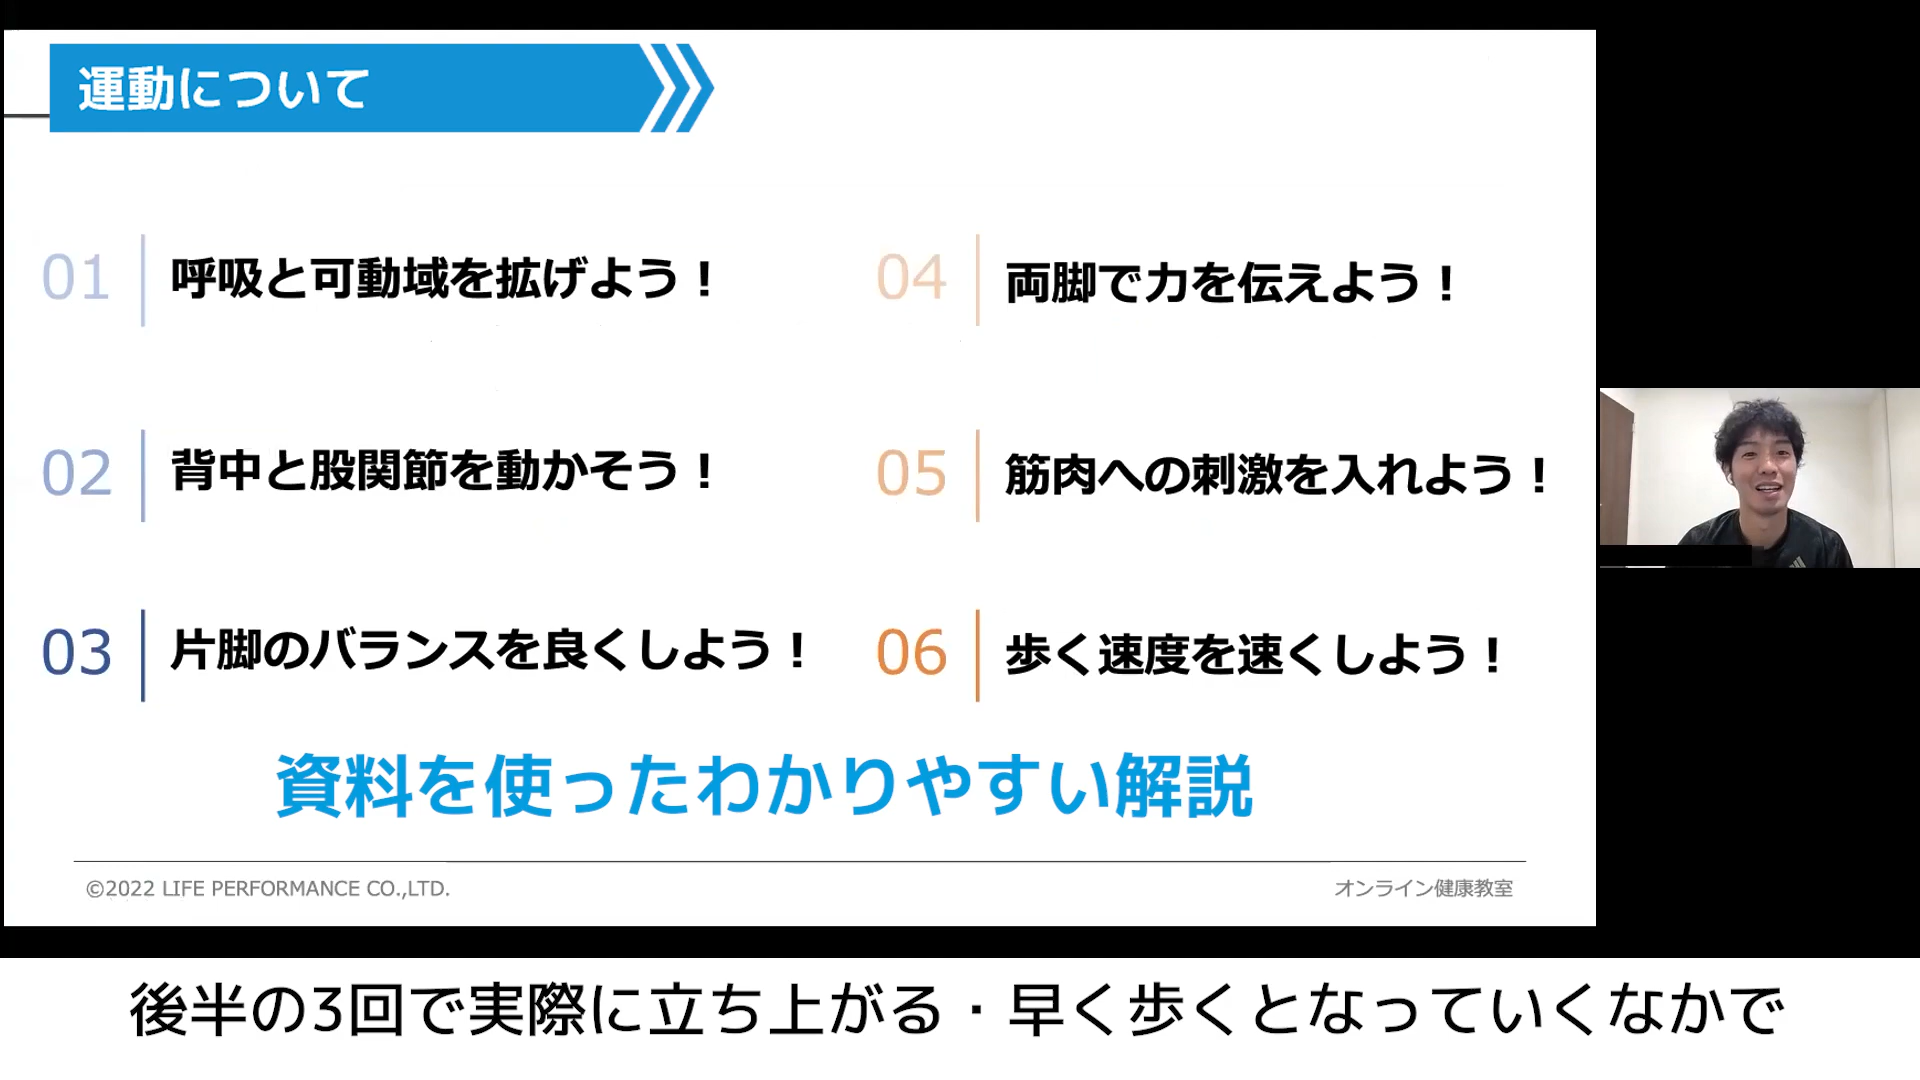 運動について
01 呼吸と可動域を拡げよう！
02 背中と股関節を動かそう！
03 片脚のバランスを良くしよう！
04 両脚で力を伝えよう！
05 筋肉への刺激を入れよう！
06 歩く速度を速くしよう！
資料を使ったわかりやすい解説
©2022 LIFE PERFORMANCE CO.,LTD.
オンライン健康教室
後半の3回で実際に立ち上がる・早く歩くとなっていくなかで